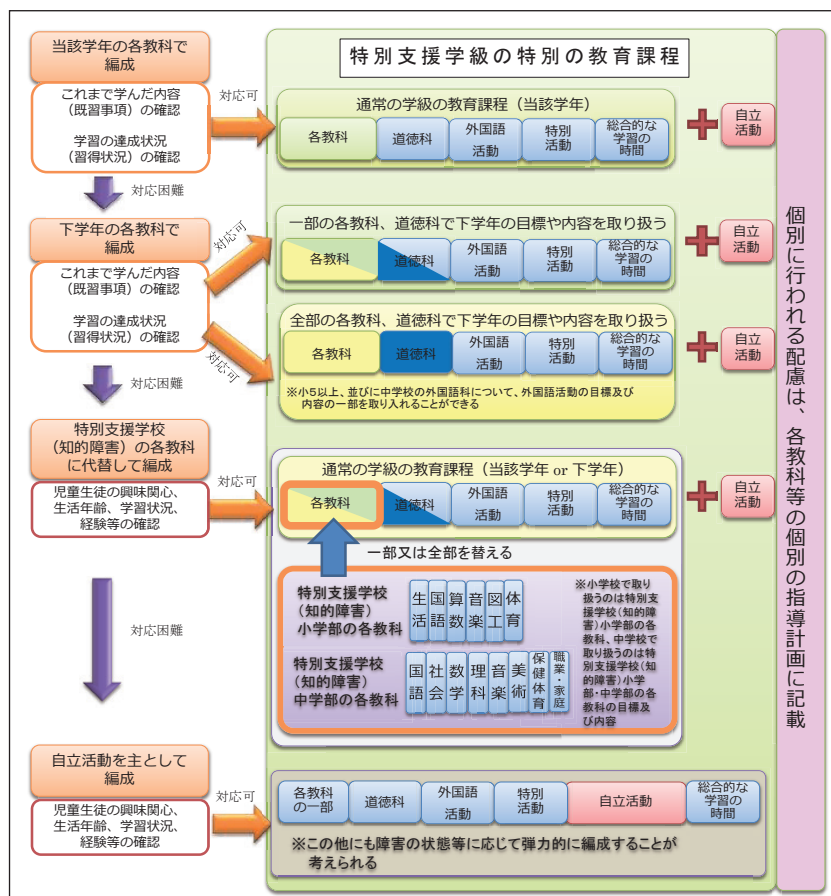 特別支援学級の特別の教育課程
当該学年の各教科で
編成
これまで学んだ内容
(既習事項)の確認
学習の達成状況
(習得状況)の確認
対応可
通常の学級の教育課程(当該学年)
各教科
道徳科
外国語
活動
特別
活動
総合的な
学習の
時間
自立
活動
対応困難
下学年の各教科で
編成
これまで学んだ内容
(既習事項)の確認
学習の達成状況
(習得状況)の確認
対応可
一部の各教科、道徳科で下学年の目標や内容を取り扱う
各教科
道徳科
外国語
活動
特別
活動
総合的な
学習の
時間
自立
活動
対応可
全部の各教科、道徳科で下学年の目標や内容を取り扱う
各教科
道徳科
外国語
活動
特別
活動
総合的な
学習の
時間
自立
活動
※小5以上、並びに中学校の外国語科について、外国語活動の目標及び
内容の一部を取り入れることができる
対応困難
特別支援学校
(知的障害)の各教科
に代替して編成
児童生徒の興味関心、
生活年齢、学習状況、
経験等の確認
対応可
通常の学級の教育課程(当該学年 or 下学年)
各教科
道徳科
外国語
活動
特別
活動
総合的な
学習の
時間
自立
活動
一部又は全部を替える
特別支援学校
(知的障害)
小学部の各教科
生活
国語
算数
音楽
図工
体育
特別支援学校
(知的障害)
中学部の各教科
国語
社会
数学
理科
音楽
美術
保健体育
職業・家庭
※小学校で取り
扱うのは特別支
援学校(知的障
害)小学部の各
教科、中学校で
取り扱うのは特
別支援学校(知
的障害)小学
部・中学部の各
教科の目標及
び内容
対応困難
自立活動を主として
編成
児童生徒の興味関心、
生活年齢、学習状況、
経験等の確認
対応可
各教科
の一部
道徳科
外国語
活動
特別
活動
自立活動
総合的な
学習の
時間
※この他にも障害の状態等に応じて弾力的に編成することが
考えられる
個別に行われる配慮は、各教科等の個別の指導計画に記載